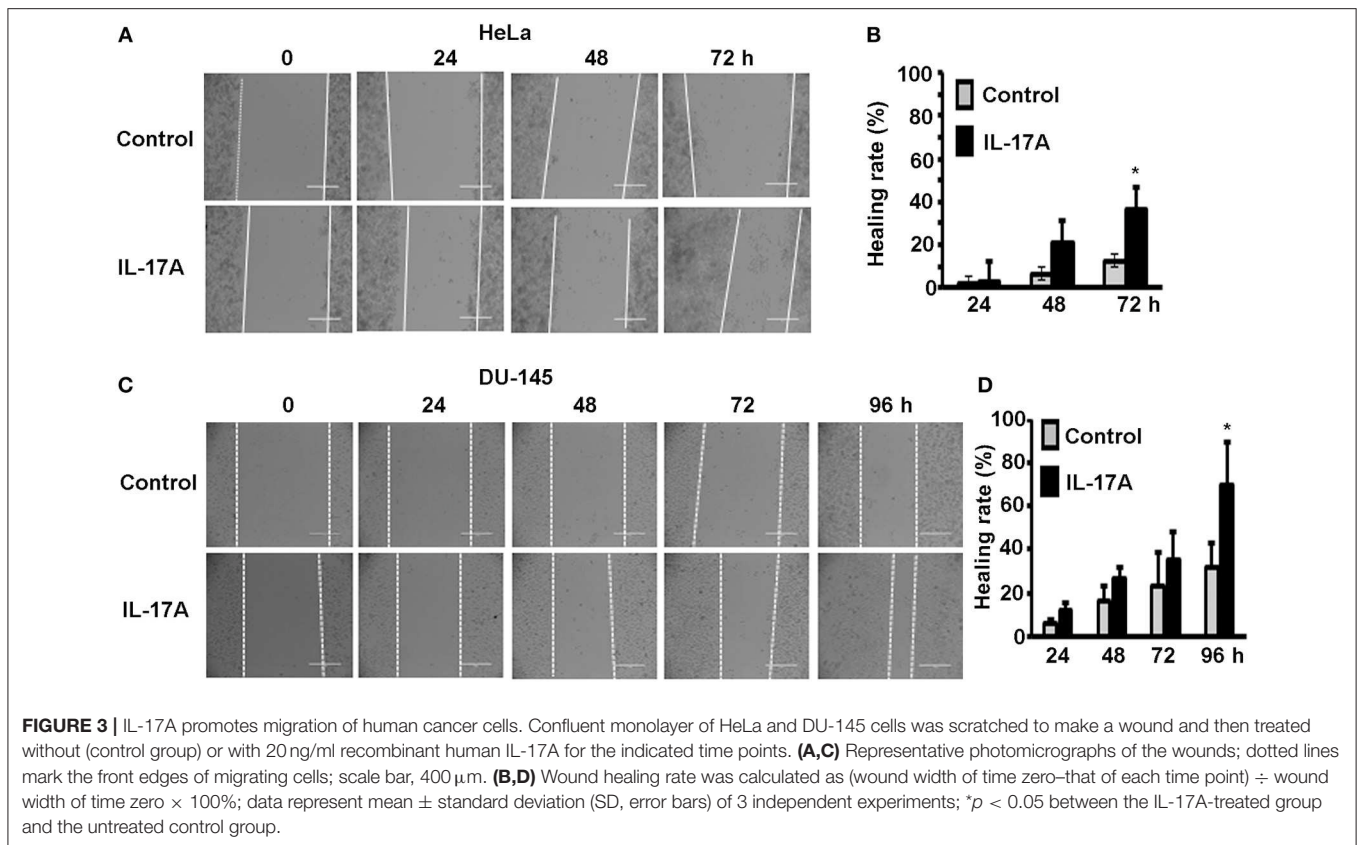 A
HeLa
0 24 48 72 h
Control
IL-17A
B
100
80
60
40
20
0
Healing rate (%)
Control
IL-17A
*
24 48 72 h
C
DU-145
0 24 48 72 96 h
Control
IL-17A
D
100
80
60
40
20
0
Healing rate (%)
Control
IL-17A
*
24 48 72 96 h
FIGURE 3 | IL-17A promotes migration of human cancer cells. Confluent monolayer of HeLa and DU-145 cells was scratched to make a wound and then treated
without (control group) or with 20 ng/ml recombinant human IL-17A for the indicated time points. (A,C) Representative photomicrographs of the wounds; dotted lines
mark the front edges of migrating cells; scale bar, 400 μm. (B,D) Wound healing rate was calculated as (wound width of time zero–that of each time point) ÷ wound
width of time zero × 100%; data represent mean ± standard deviation (SD, error bars) of 3 independent experiments; *p < 0.05 between the IL-17A-treated group
and the untreated control group.